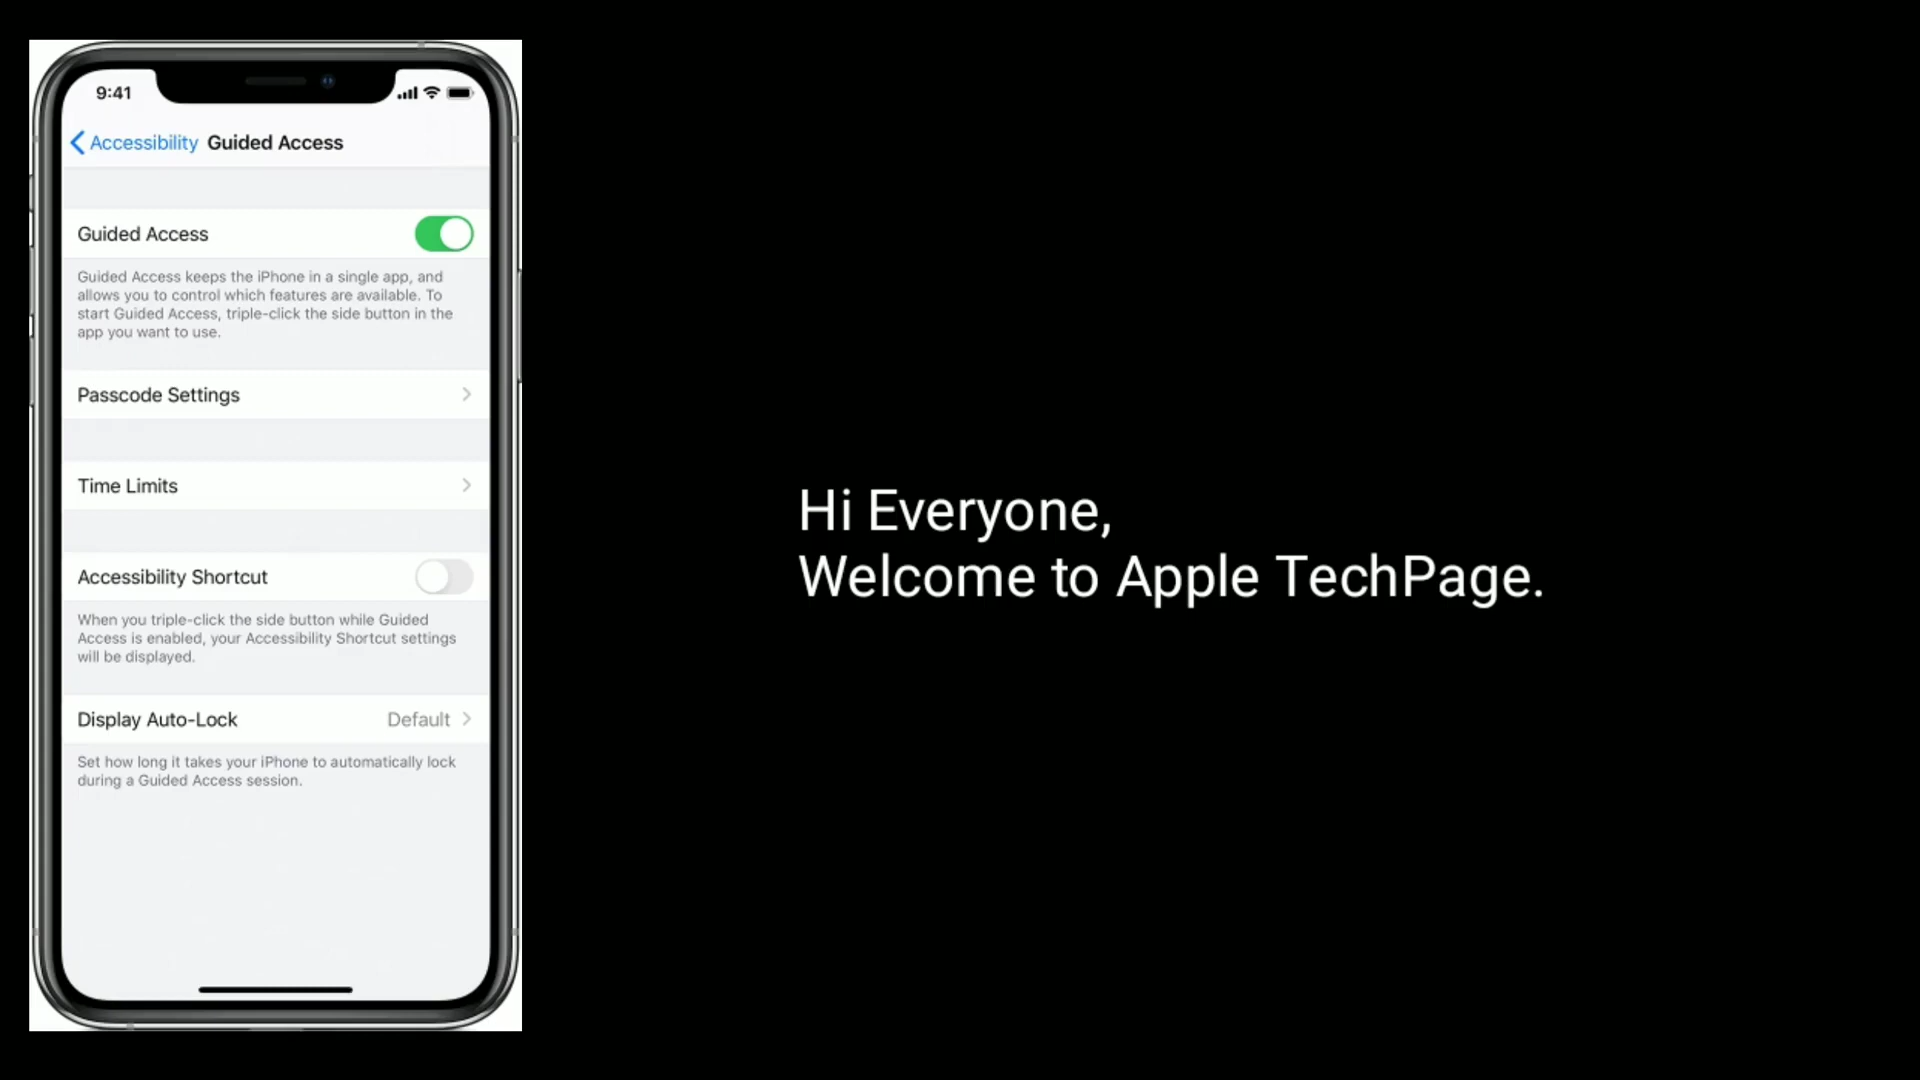 9:41
Accessibility Guided Access
Guided Access
Guided Access keeps the iPhone in a single app, and
allows you to control which features are available. To
start Guided Access, triple-click the side button in the
app you want to use.
Passcode Settings
Time Limits
Accessibility Shortcut
When you triple-click the side button while Guided
Access is enabled, your Accessibility Shortcut settings
will be displayed.
Display Auto-Lock Default
Set how long it takes your iPhone to automatically lock
during a Guided Access session.
Hi Everyone,
Welcome to Apple TechPage.